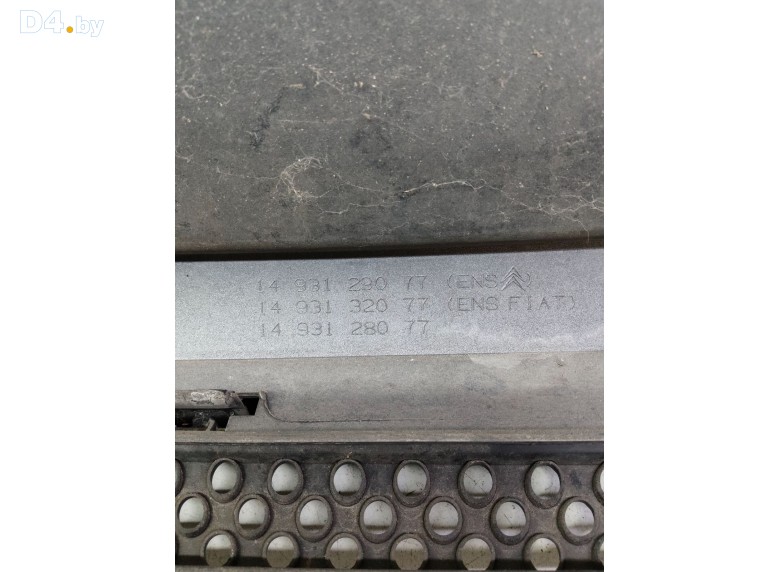 D4.by
14 931 290 77 (ENS )
14 931 320 77 (ENS FIAT)
14 931 280 77